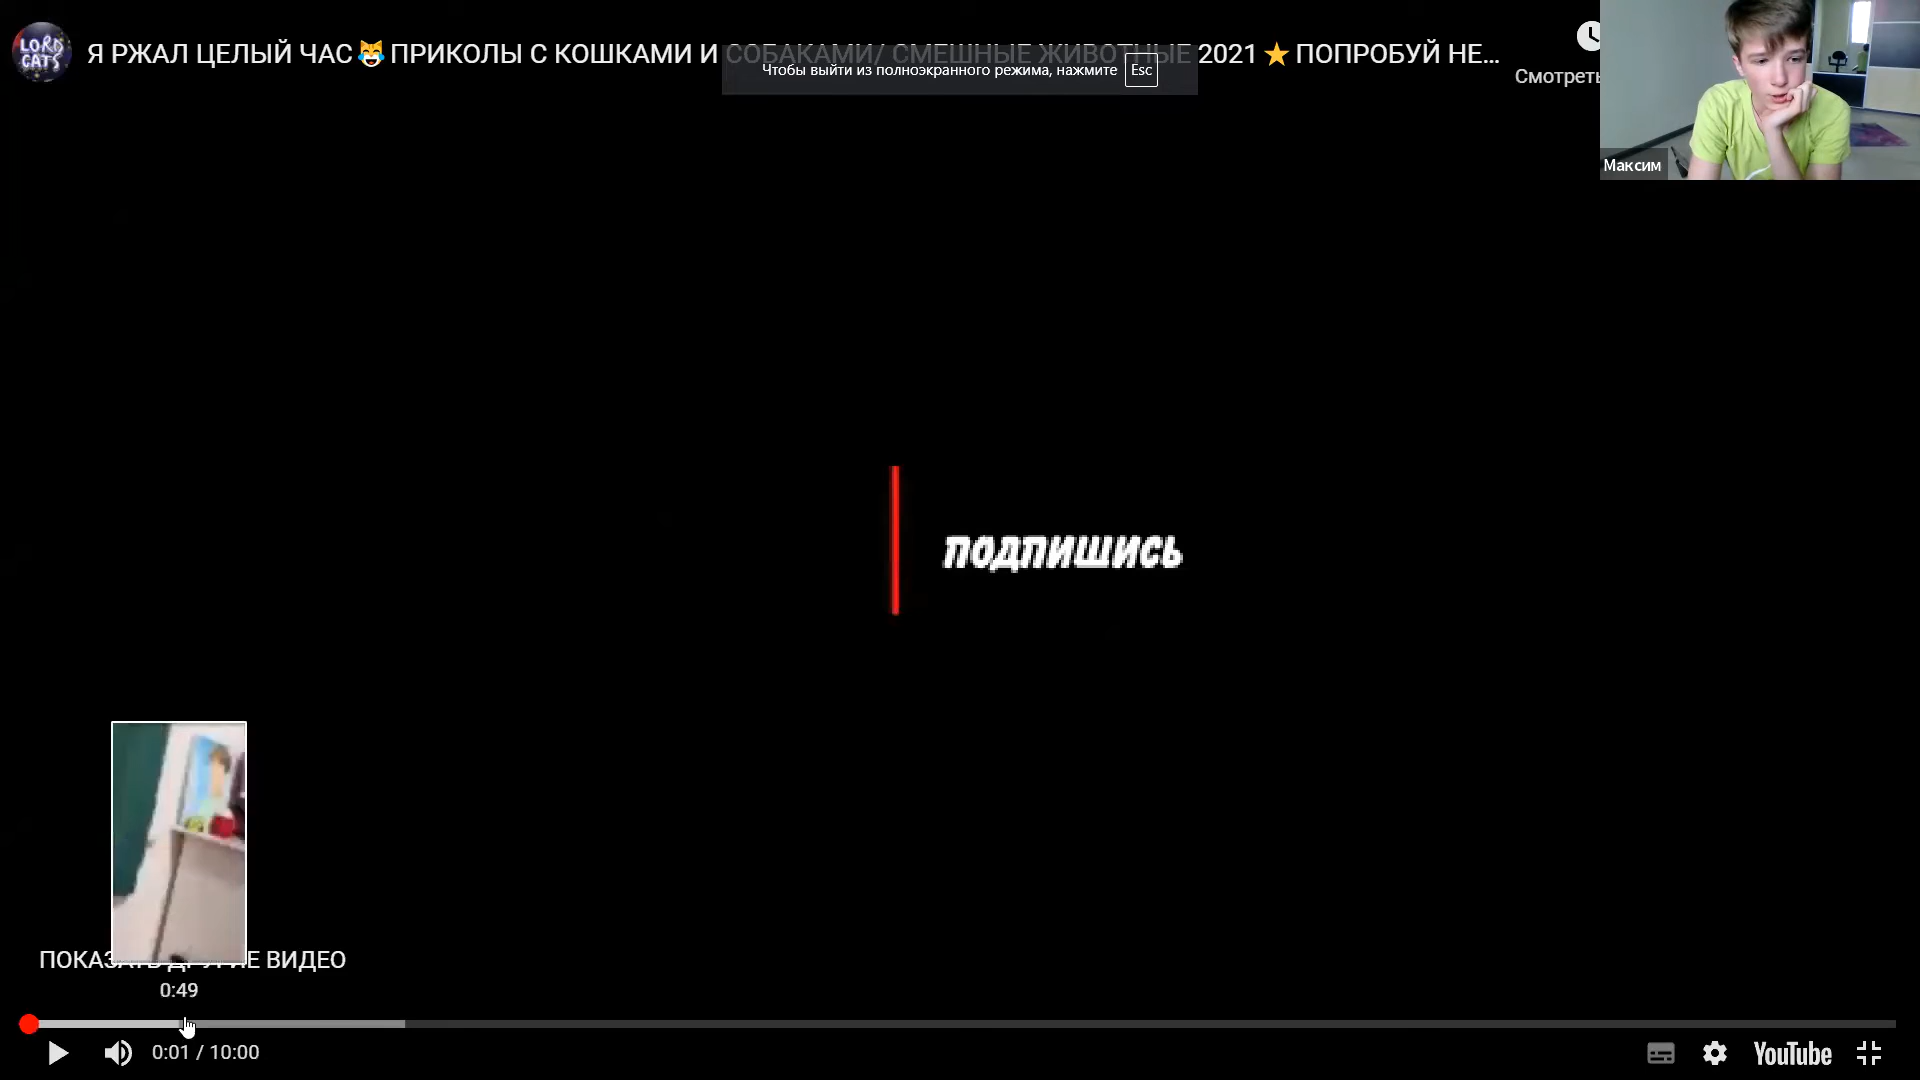 LORD
CATS
Я РЖАЛ ЦЕЛЫЙ ЧАС😹ПРИКОЛЫ С КОШКАМИ И СОБАКАМИ/ СМЕШНЫЕ ЖИВОТНЫЕ 2021⭐ПОПРОБУЙ НЕ...
Чтобы выйти из полноэкранного режима, нажмите Esc
Смотреть
Максим
подпишись
ПОКАЗАТЬ ДРУГИЕ ВИДЕО
0:49
0:01 / 10:00
YouTube